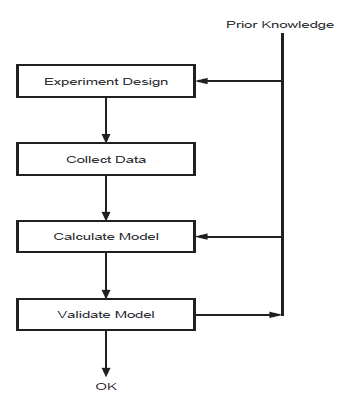 Prior Knowledge
Experiment Design
Collect Data
Calculate Model
Validate Model
OK